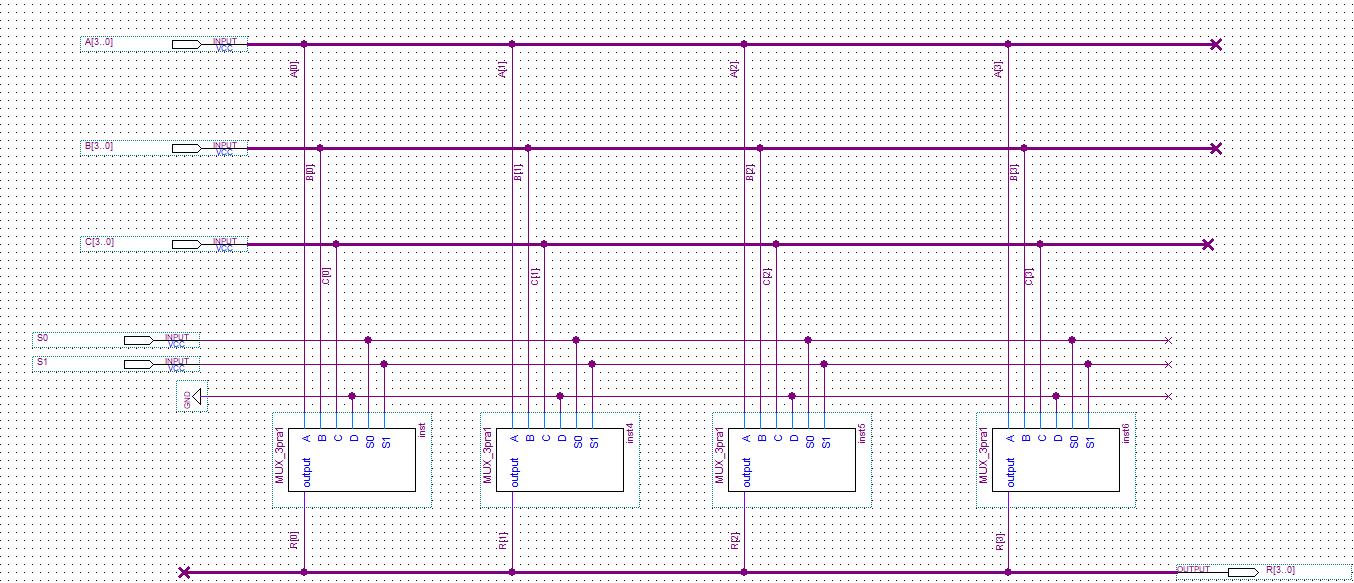 A[3..0] INPUT VCC
A[0] A[1] A[2] A[3]
B[3..0] INPUT VCC
B[0] B[1] B[2] B[3]
C[3..0] INPUT VCC
C[0] C[1] C[2] C[3]
S0 INPUT VCC
S1 INPUT VCC
GND
MUX_3pra1 A B C D S0 S1 output inst
MUX_3pra1 A B C D S0 S1 output inst4
MUX_3pra1 A B C D S0 S1 output inst5
MUX_3pra1 A B C D S0 S1 output inst6
R[0] R[1] R[2] R[3]
OUTPUT R[3..0]